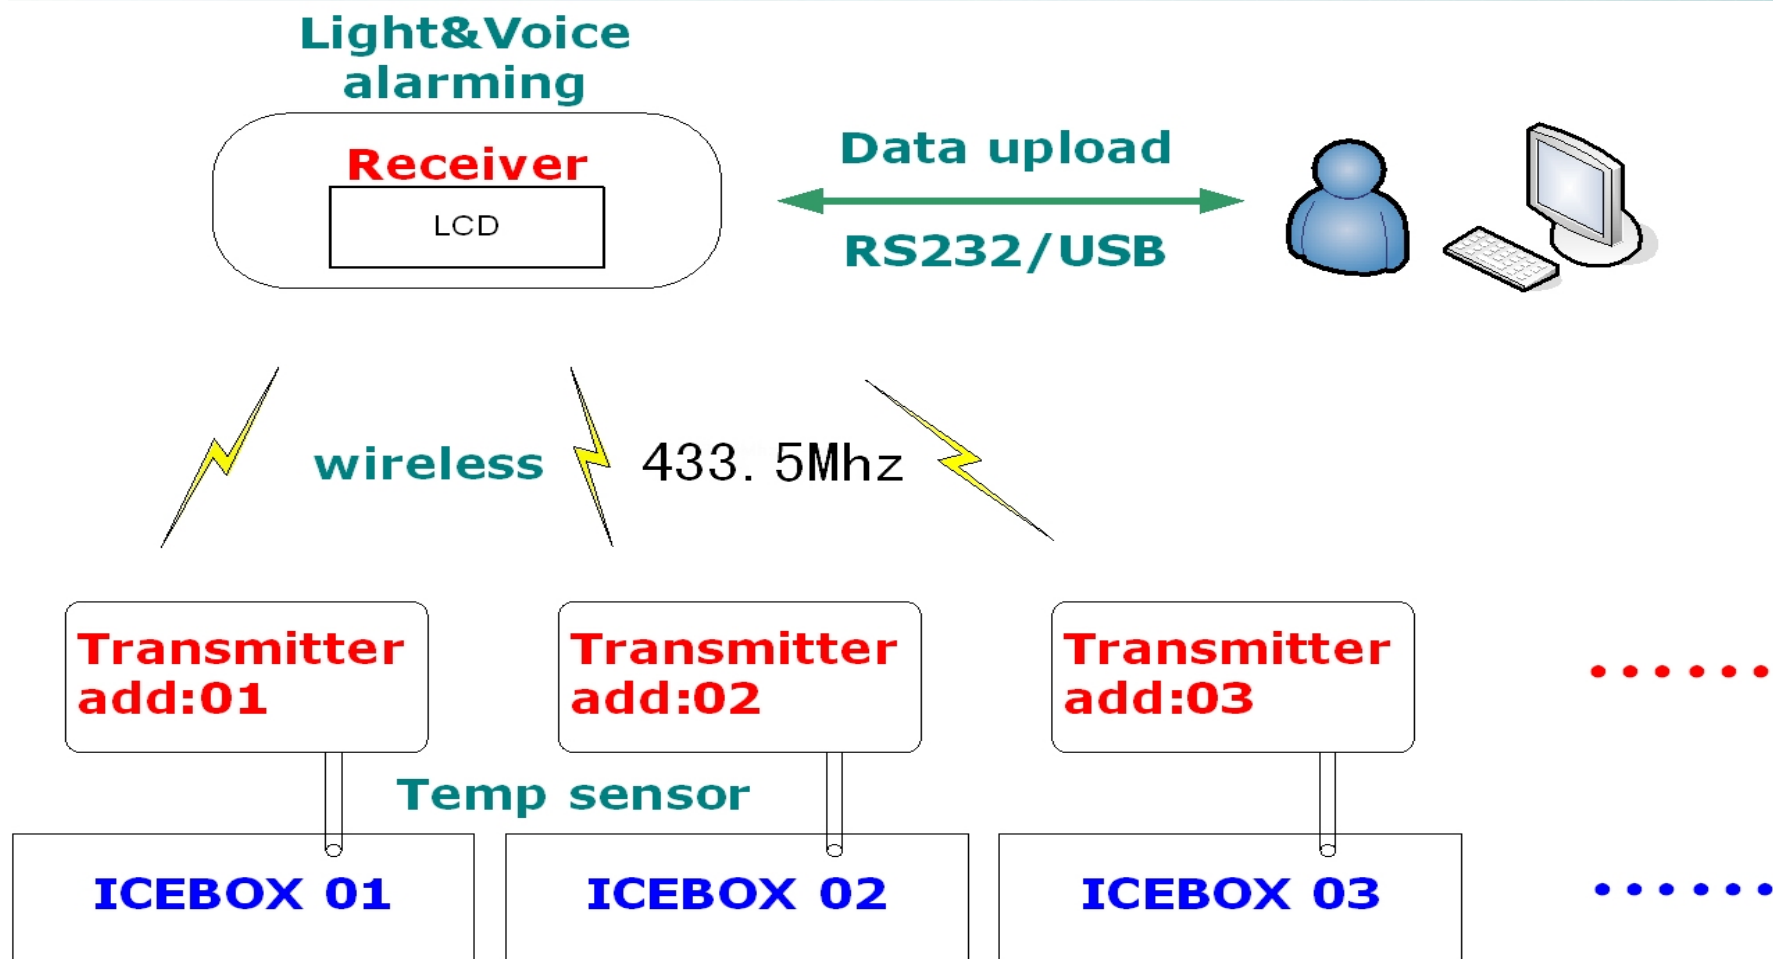 Light&Voice
alarming
Receiver
LCD
Data upload
RS232/USB
wireless
433.5Mhz
Transmitter
add:01
Transmitter
add:02
Transmitter
add:03
......
Temp sensor
ICEBOX 01
ICEBOX 02
ICEBOX 03
......